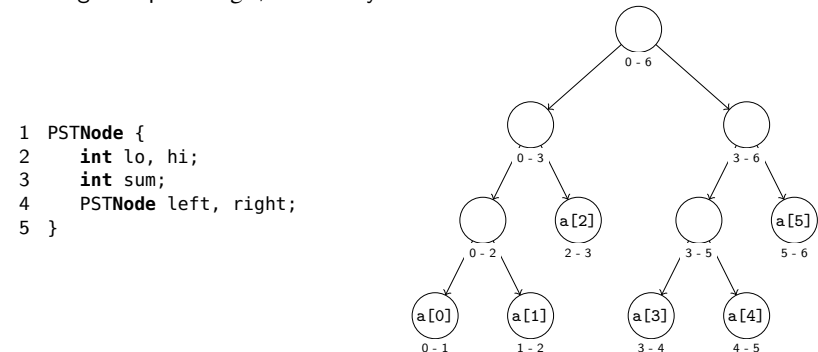 0 - 6
1 PSTNode {
2 int lo, hi;
3 int sum;
4 PSTNode left, right;
5 }
0 - 3
3 - 6
a[2]
a[5]
0 - 2
2 - 3
3 - 5
5 - 6
a[0]
a[1]
a[3]
a[4]
0 - 1
1 - 2
3 - 4
4 - 5